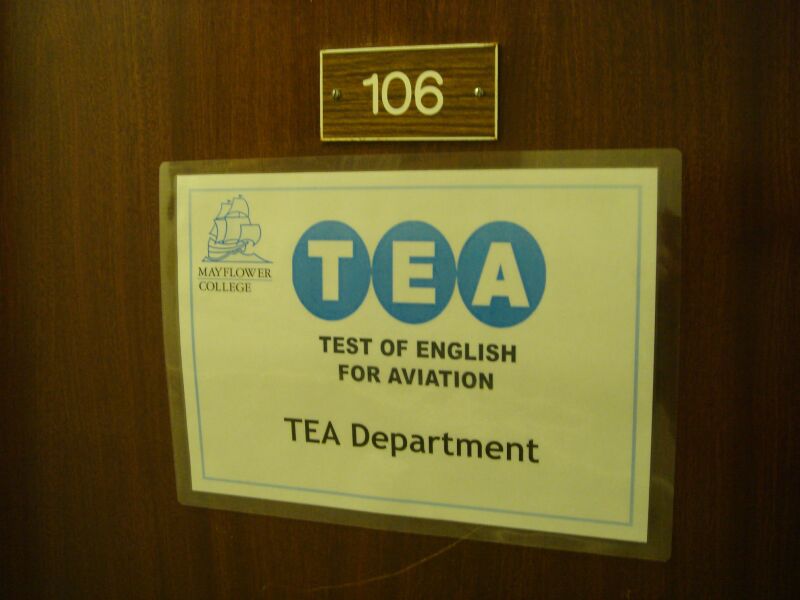 106
MAYFLOWER
COLLEGE
TEA
TEST OF ENGLISH
FOR AVIATION
TEA Department